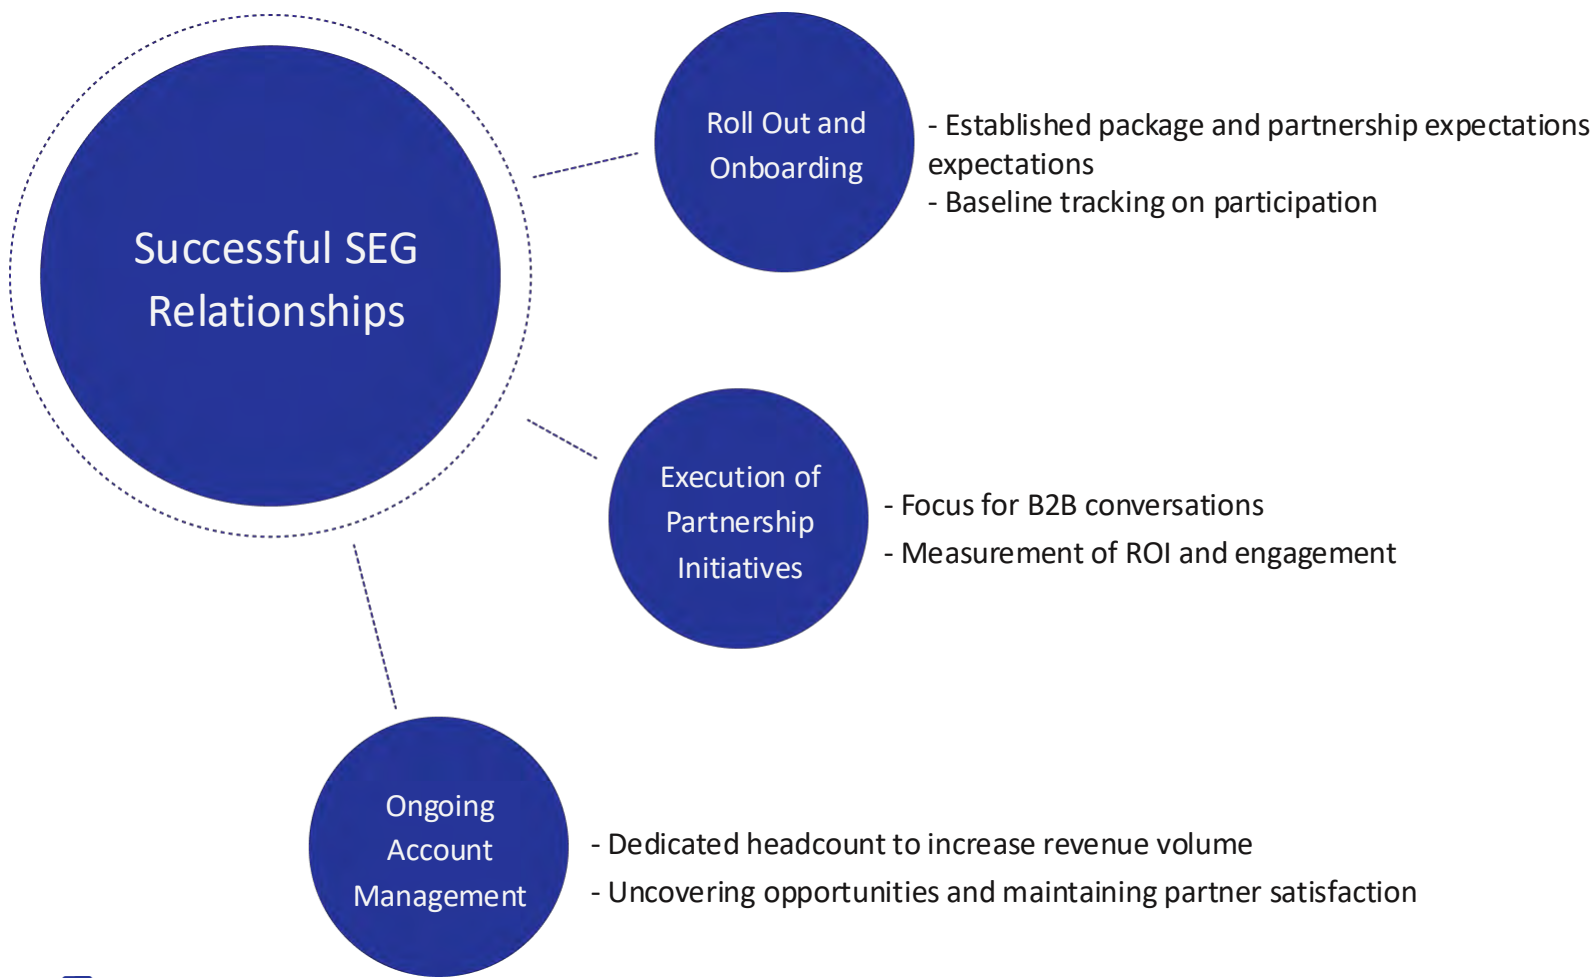 Successful SEG
Relationships
Roll Out and
Onboarding
- Established package and partnership expectations
expectations
- Baseline tracking on participation
Execution of
Partnership
Initiatives
- Focus for B2B conversations
- Measurement of ROI and engagement
Ongoing
Account
Management
- Dedicated headcount to increase revenue volume
- Uncovering opportunities and maintaining partner satisfaction